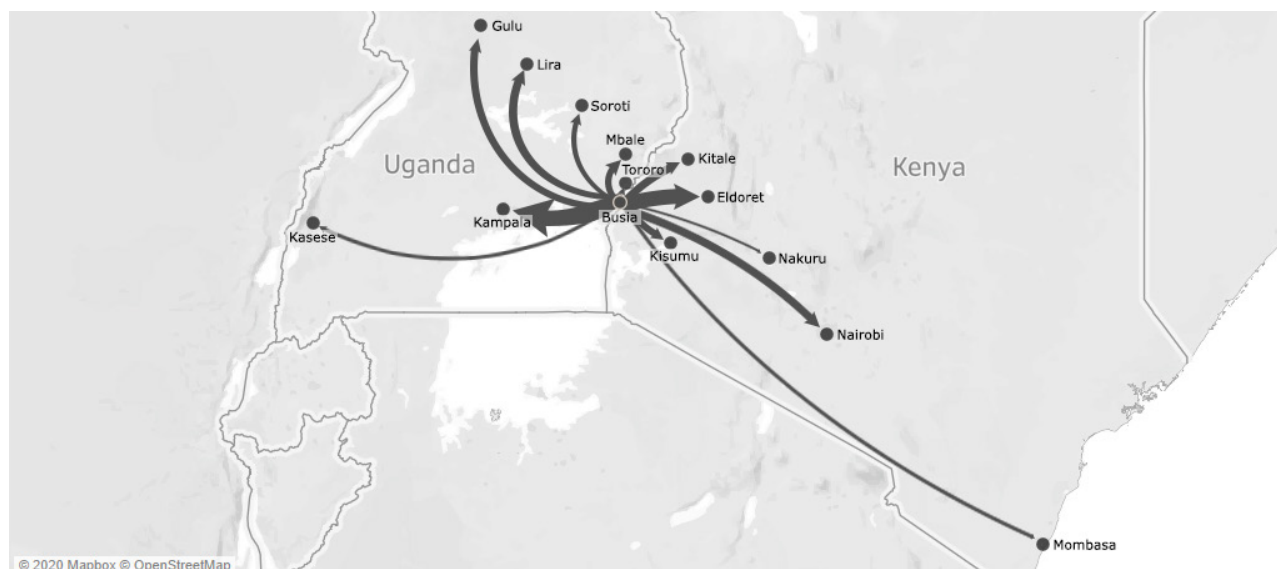 Gulu
Lira
Soroti
Mbale
Uganda
Kitale
Kenya
Tororo
Eldoret
Kampala
Busia
Kasese
Kisumu
Nakuru
Nairobi
Mombasa
© 2020 Mapbox © OpenStreetMap